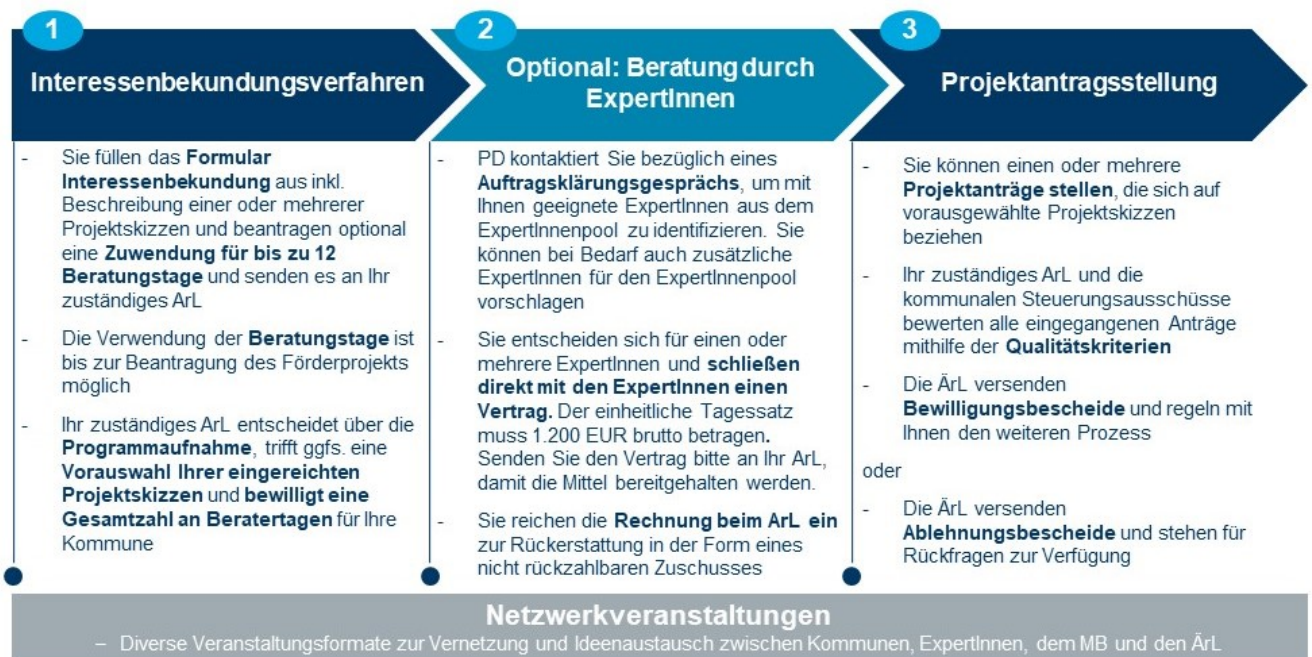 1
Interessenbekundungsverfahren
- Sie füllen das Formular
Interessenbekundung aus inkl.
Beschreibung einer oder mehrerer
Projektskizzen und beantragen optional
eine Zuwendung für bis zu 12
Beratungstage und senden es an Ihr
zuständiges ArL
- Die Verwendung der Beratungstage ist
bis zur Beantragung des Förderprojekts
möglich
- Ihr zuständiges ArL entscheidet über die
Programmaufnahme, trifft ggfs. eine
Vorauswahl Ihrer eingereichten
Projektskizzen und bewilligt eine
Gesamtzahl an Beratertagen für Ihre
Kommune
2
Optional: Beratung durch
ExpertInnen
- PD kontaktiert Sie bezüglich eines
Auftragsklärungsgesprächs, um mit
Ihnen geeignete ExpertInnen aus dem
ExpertInnenpool zu identifizieren. Sie
können bei Bedarf auch zusätzliche
ExpertInnen für den ExpertInnenpool
vorschlagen
- Sie entscheiden sich für einen oder
mehrere ExpertInnen und schließen
direkt mit den ExpertInnen einen
Vertrag. Der einheitliche Tagessatz
muss 1.200 EUR brutto betragen.
Senden Sie den Vertrag bitte an Ihr ArL,
damit die Mittel bereitgehalten werden.
- Sie reichen die Rechnung beim ArL ein
zur Rückerstattung in der Form eines
nicht rückzahlbaren Zuschusses
3
Projektantragsstellung
- Sie können einen oder mehrere
Projektanträge stellen, die sich auf
vorausgewählte Projektskizzen
beziehen
- Ihr zuständiges ArL und die
kommunalen Steuerungsausschüsse
bewerten alle eingegangenen Anträge
mithilfe der Qualitätskriterien
- Die ÄrL versenden
Bewilligungsbescheide und regeln mit
Ihnen den weiteren Prozess
oder
- Die ÄrL versenden
Ablehnungsbescheide und stehen für
Rückfragen zur Verfügung
Netzwerkveranstaltungen
– Diverse Veranstaltungsformate zur Vernetzung und Ideenaustausch zwischen Kommunen, ExpertInnen, dem MB und den ÄrL